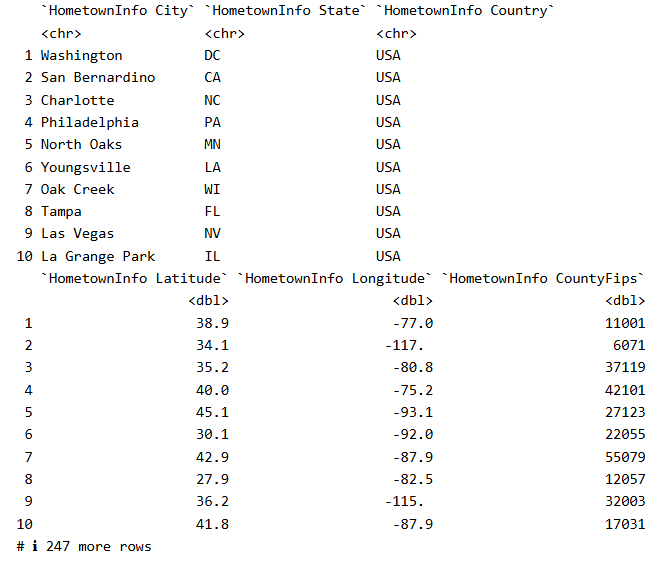 `HometownInfo City` `HometownInfo State` `HometownInfo Country`
<chr> <chr> <chr>
1 Washington DC USA
2 San Bernardino CA USA
3 Charlotte NC USA
4 Philadelphia PA USA
5 North Oaks MN USA
6 Youngsville LA USA
7 Oak Creek WI USA
8 Tampa FL USA
9 Las Vegas NV USA
10 La Grange Park IL USA
`HometownInfo Latitude` `HometownInfo Longitude` `HometownInfo CountyFips`
<dbl> <dbl> <dbl>
1 38.9 -77.0 11001
2 34.1 -117. 6071
3 35.2 -80.8 37119
4 40.0 -75.2 42101
5 45.1 -93.1 27123
6 30.1 -92.0 22055
7 42.9 -87.9 55079
8 27.9 -82.5 12057
9 36.2 -115. 32003
10 41.8 -87.9 17031
# ℹ 247 more rows